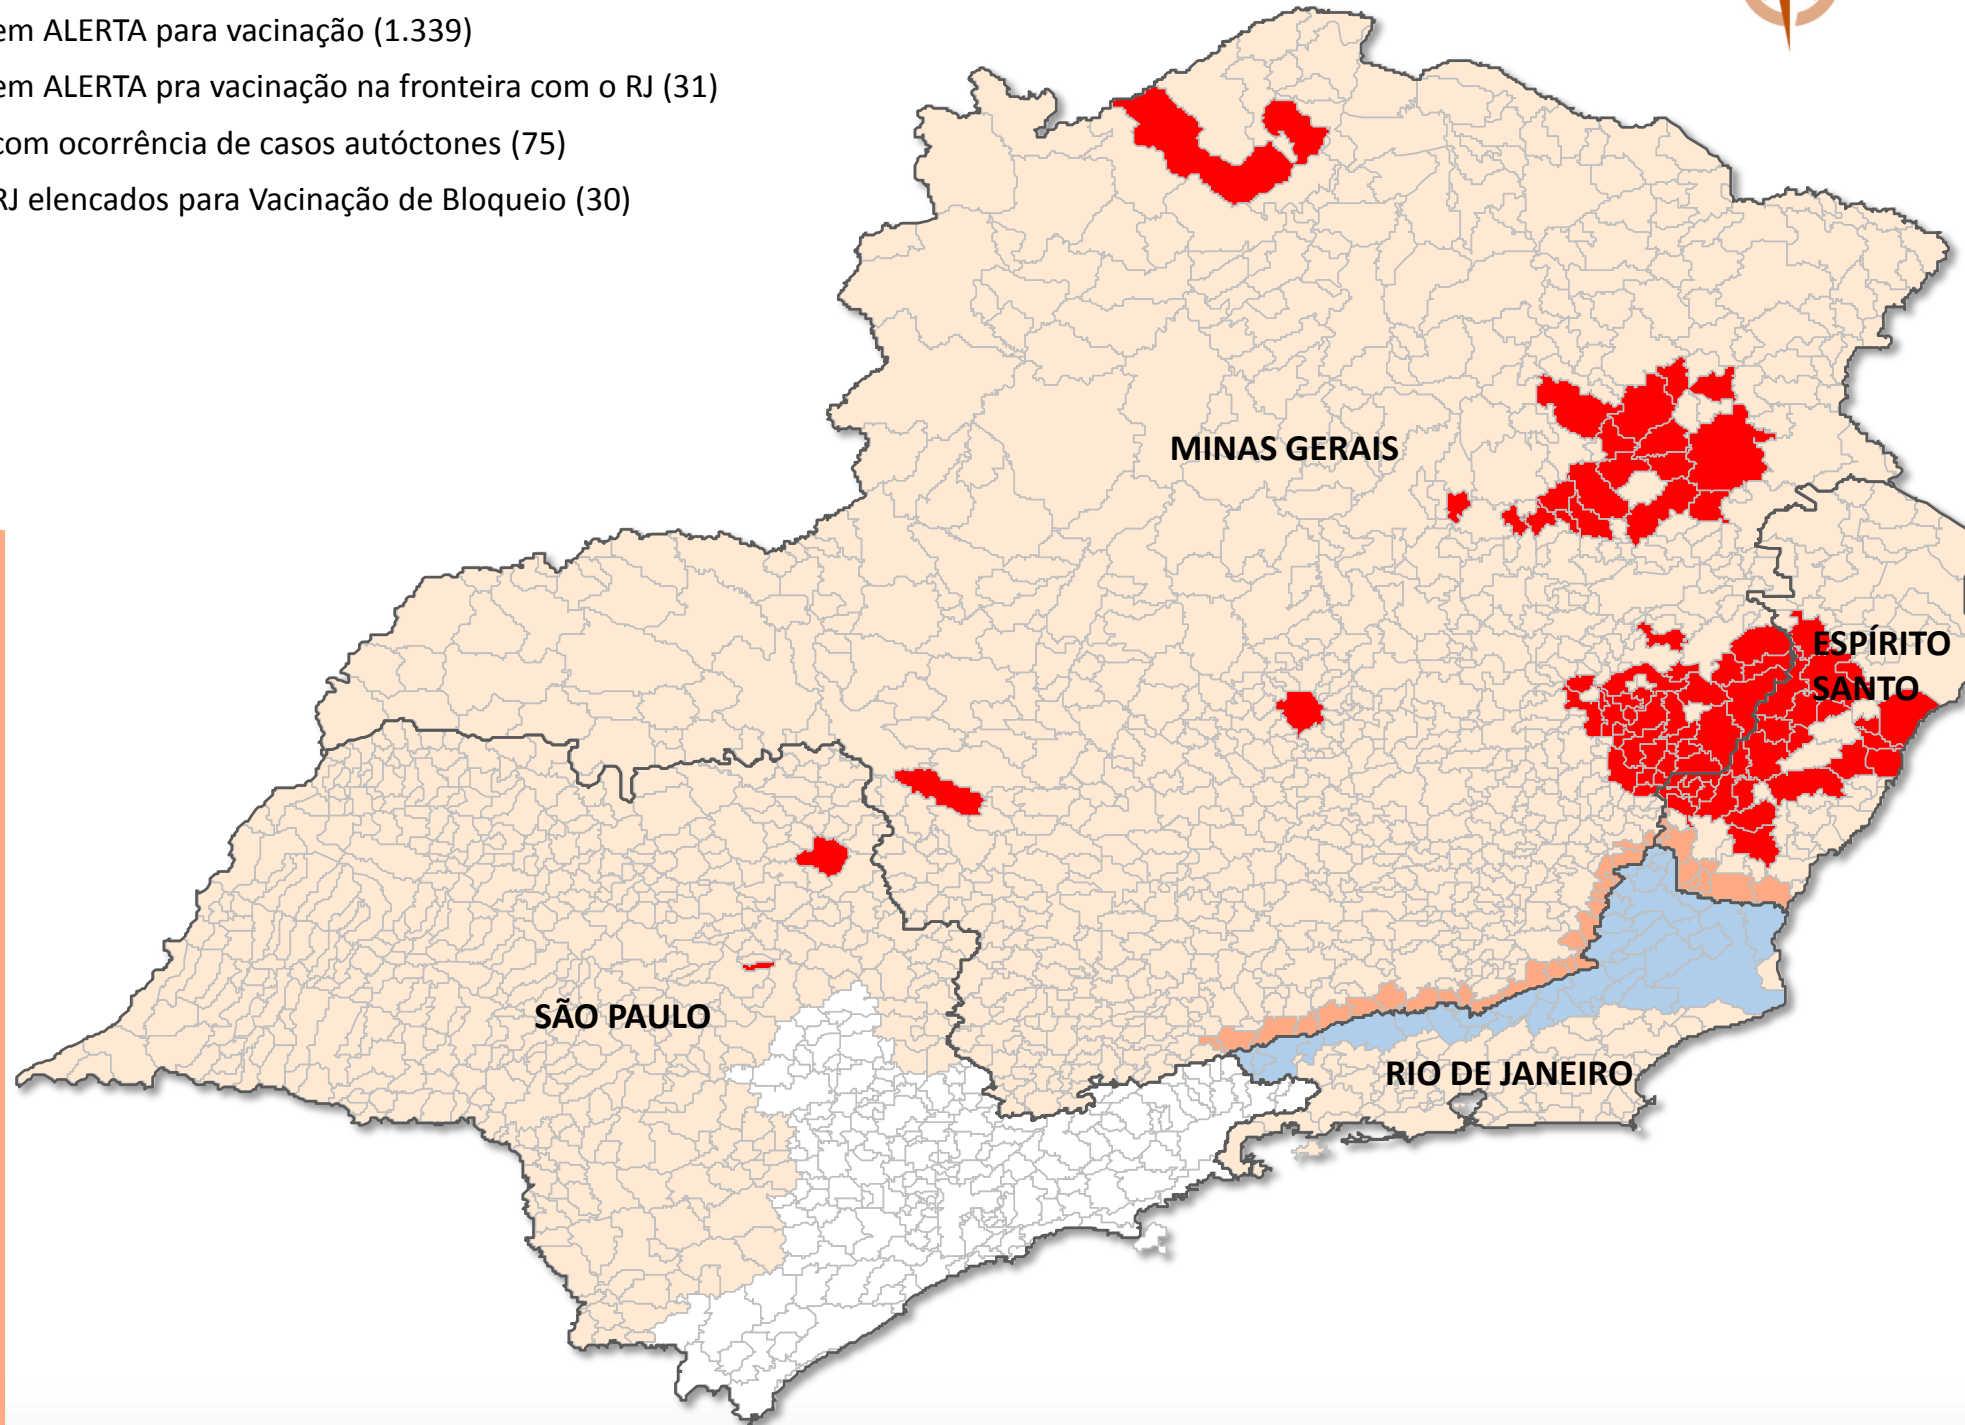 em ALERTA para vacinação (1.339)
em ALERTA pra vacinação na fronteira com o RJ (31)
com ocorrência de casos autóctones (75)
RJ elencados para Vacinação de Bloqueio (30)
MINAS GERAIS
ESPÍRITO
SANTO
SÃO PAULO
RIO DE JANEIRO